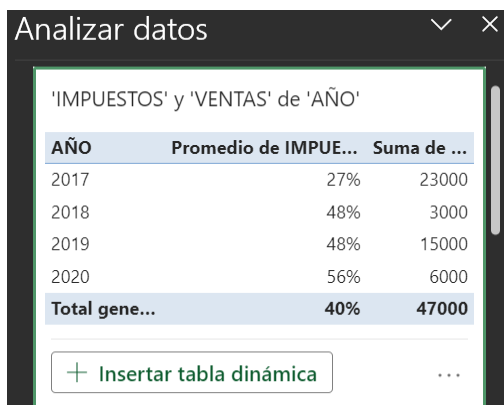 Analizar datos
'IMPUESTOS' y 'VENTAS' de 'AÑO'
AÑO Promedio de IMPUE... Suma de ...
2017 27% 23000
2018 48% 3000
2019 48% 15000
2020 56% 6000
Total gene... 40% 47000
+ Insertar tabla dinámica ...